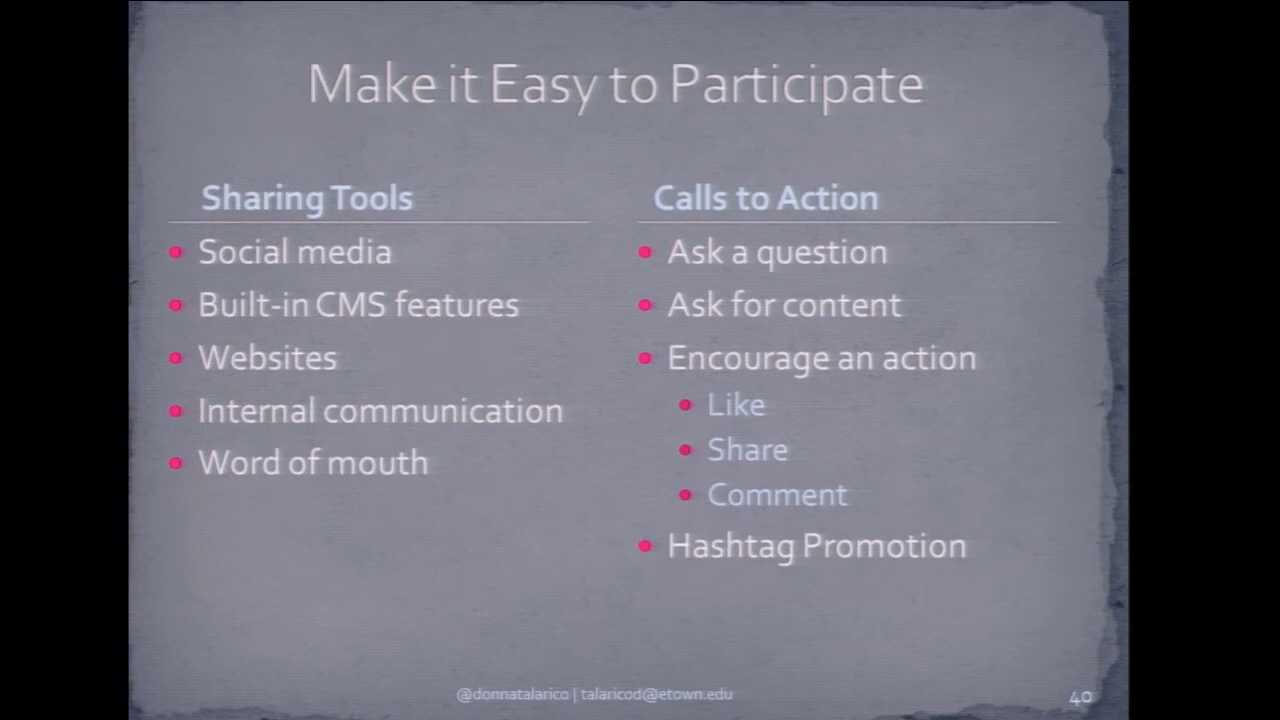 Make it Easy to Participate
Sharing Tools
Social media
Built-in CMS features
Websites
Internal communication
Word of mouth
Calls to Action
Ask a question
Ask for content
Encourage an action
Like
Share
Comment
Hashtag Promotion
@donnatalarico | talaricod@etown.edu
40